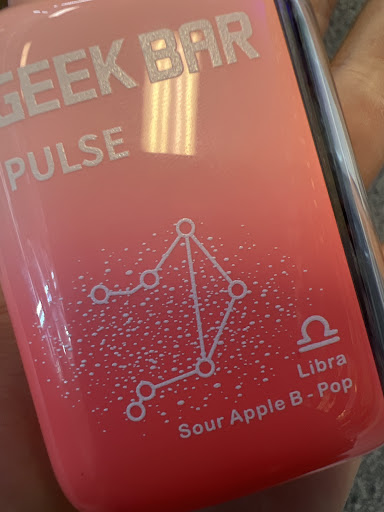 GEEK BAR
PULSE
Libra
Sour Apple B - Pop